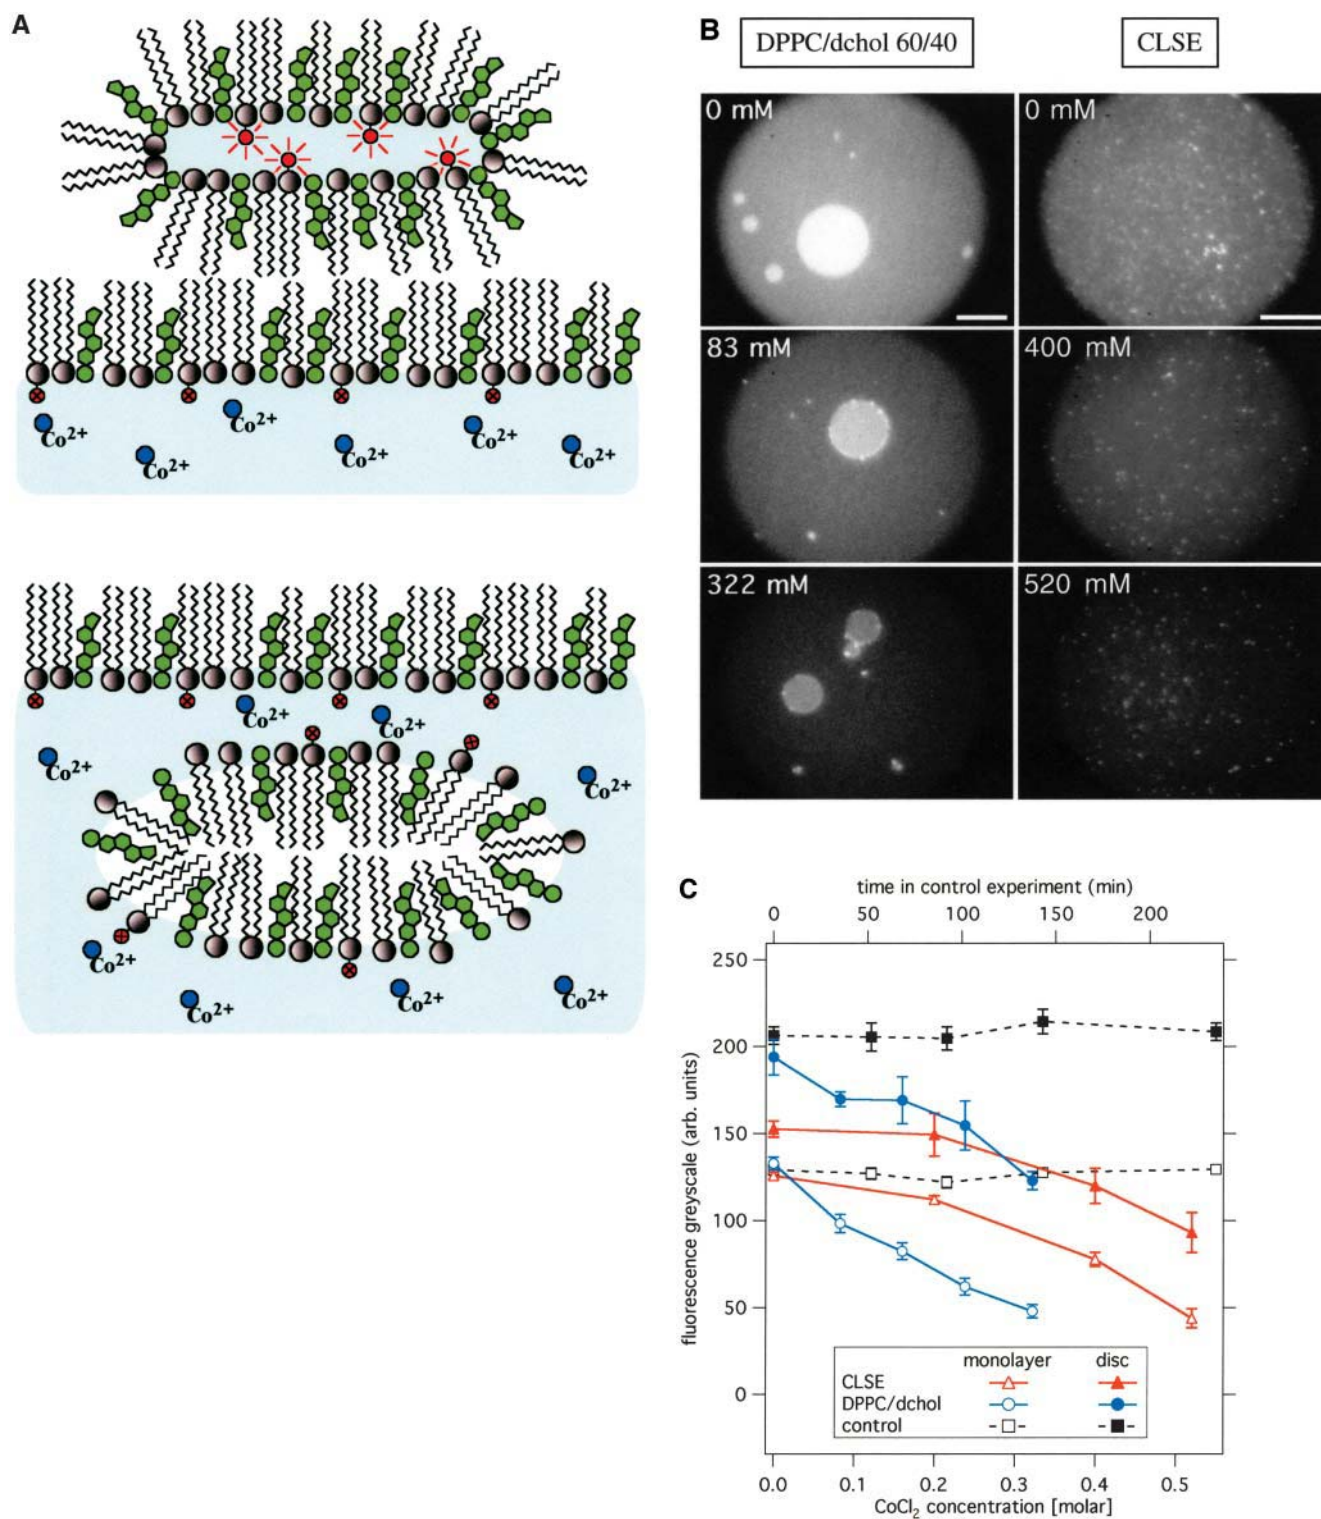 A
Co2+
Co2+
Co2+
Co2+
Co2+
Co2+
Co2+
Co2+
Co2+
Co2+
Co2+
Co2+
Co2+
Co2+
B
DPPC/dchol 60/40
CLSE
0 mM
0 mM
83 mM
400 mM
322 mM
520 mM
C
time in control experiment (min)
0 50 100 150 200
250
200
150
100
50
0
fluorescence greyscale (arb. units)
monolayer disc
CLSE
DPPC/dchol
control
0.0 0.1 0.2 0.3 0.4 0.5
CoCl2 concentration [molar]